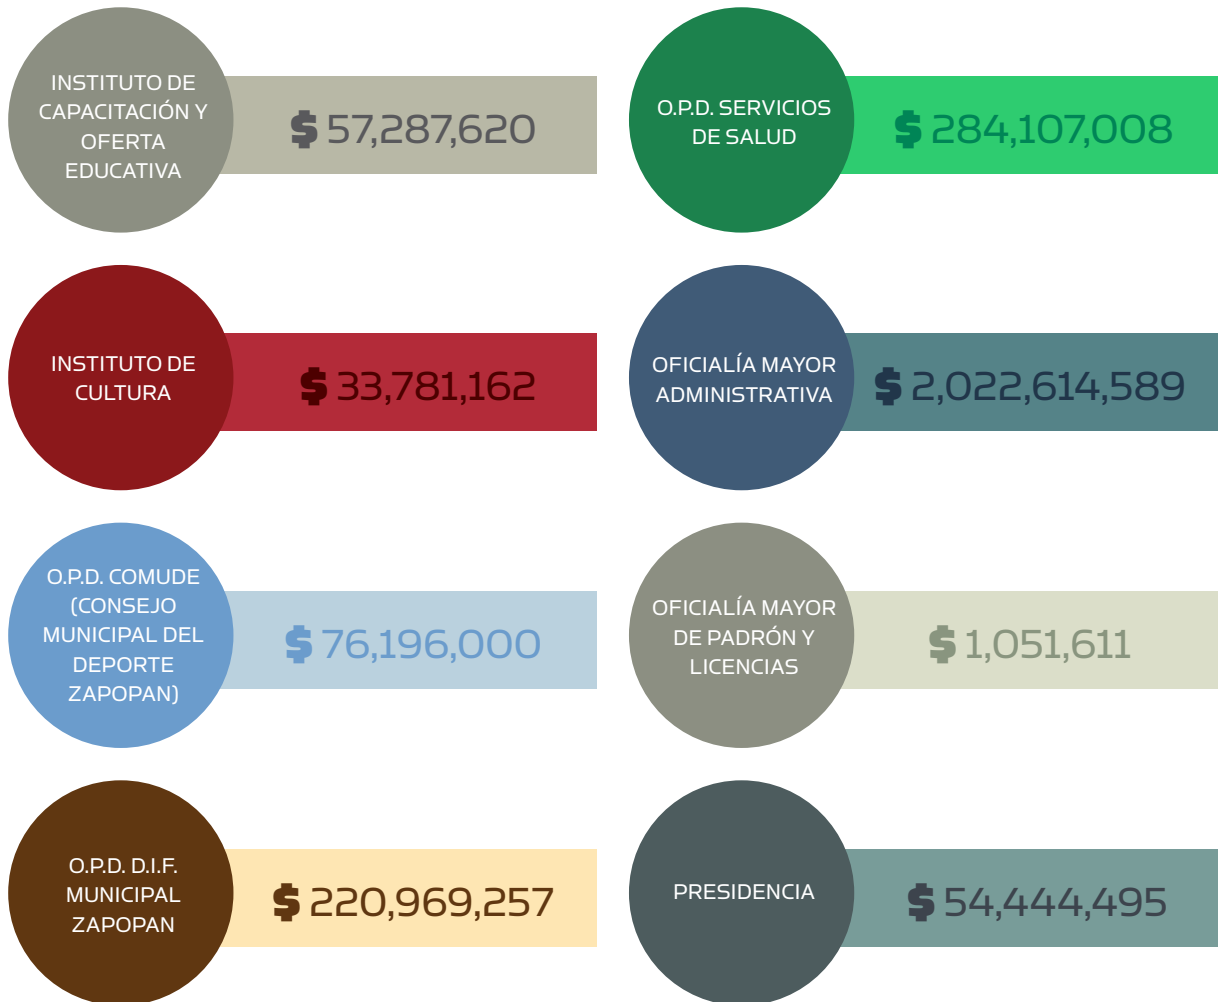 INSTITUTO DE
CAPACITACIÓN Y
OFERTA
EDUCATIVA
$ 57,287,620
O.P.D. SERVICIOS
DE SALUD
$ 284,107,008
INSTITUTO DE
CULTURA
$ 33,781,162
OFICIALÍA MAYOR
ADMINISTRATIVA
$ 2,022,614,589
O.P.D. COMUDE
(CONSEJO
MUNICIPAL DEL
DEPORTE
ZAPOPAN)
$ 76,196,000
OFICIALÍA MAYOR
DE PADRÓN Y
LICENCIAS
$ 1,051,611
O.P.D. D.I.F.
MUNICIPAL
ZAPOPAN
$ 220,969,257
PRESIDENCIA
$ 54,444,495